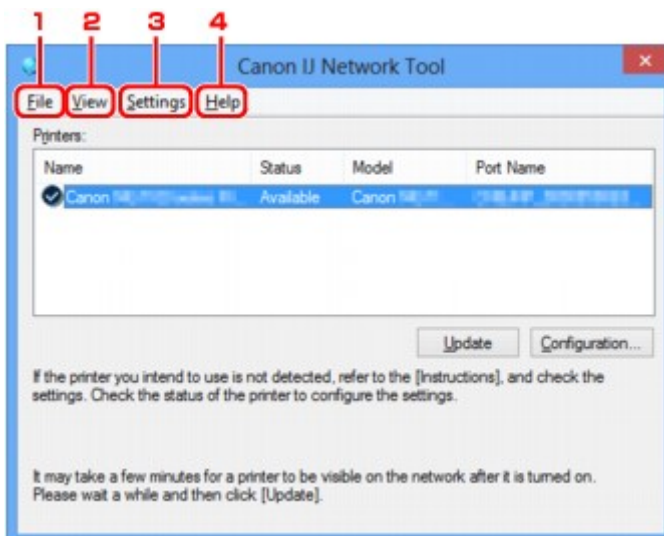 1 2 3 4
Canon IJ Network Tool
File View Settings Help
Printers:
Name Status Model Port Name
Canon Available Canon
Update Configuration...
If the printer you intend to use is not detected, refer to the [Instructions], and check the
settings. Check the status of the printer to configure the settings.
It may take a few minutes for a printer to be visible on the network after it is turned on.
Please wait a while and then click [Update].